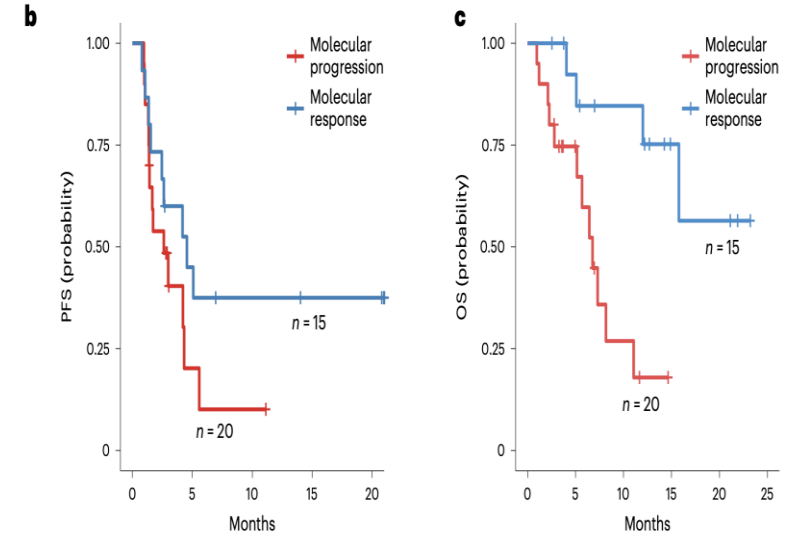 b
1.00
0.75
0.50
0.25
0
PFS (probability)
Molecular
progression
Molecular
response
n = 15
n = 20
0 5 10 15 20
Months
c
1.00
0.75
0.50
0.25
0
OS (probability)
Molecular
progression
Molecular
response
n = 15
n = 20
0 5 10 15 20 25
Months